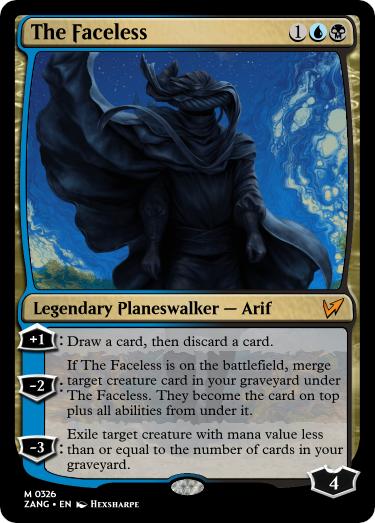 The Faceless 1
Legendary Planeswalker — Arif
+1: Draw a card, then discard a card.
If The Faceless is on the battlefield, merge
-2: target creature card in your graveyard under
The Faceless. They become the card on top
plus all abilities from under it.
Exile target creature with mana value less
-3: than or equal to the number of cards in your
graveyard.
4
M 0326
ZANG • EN Hexsharpe